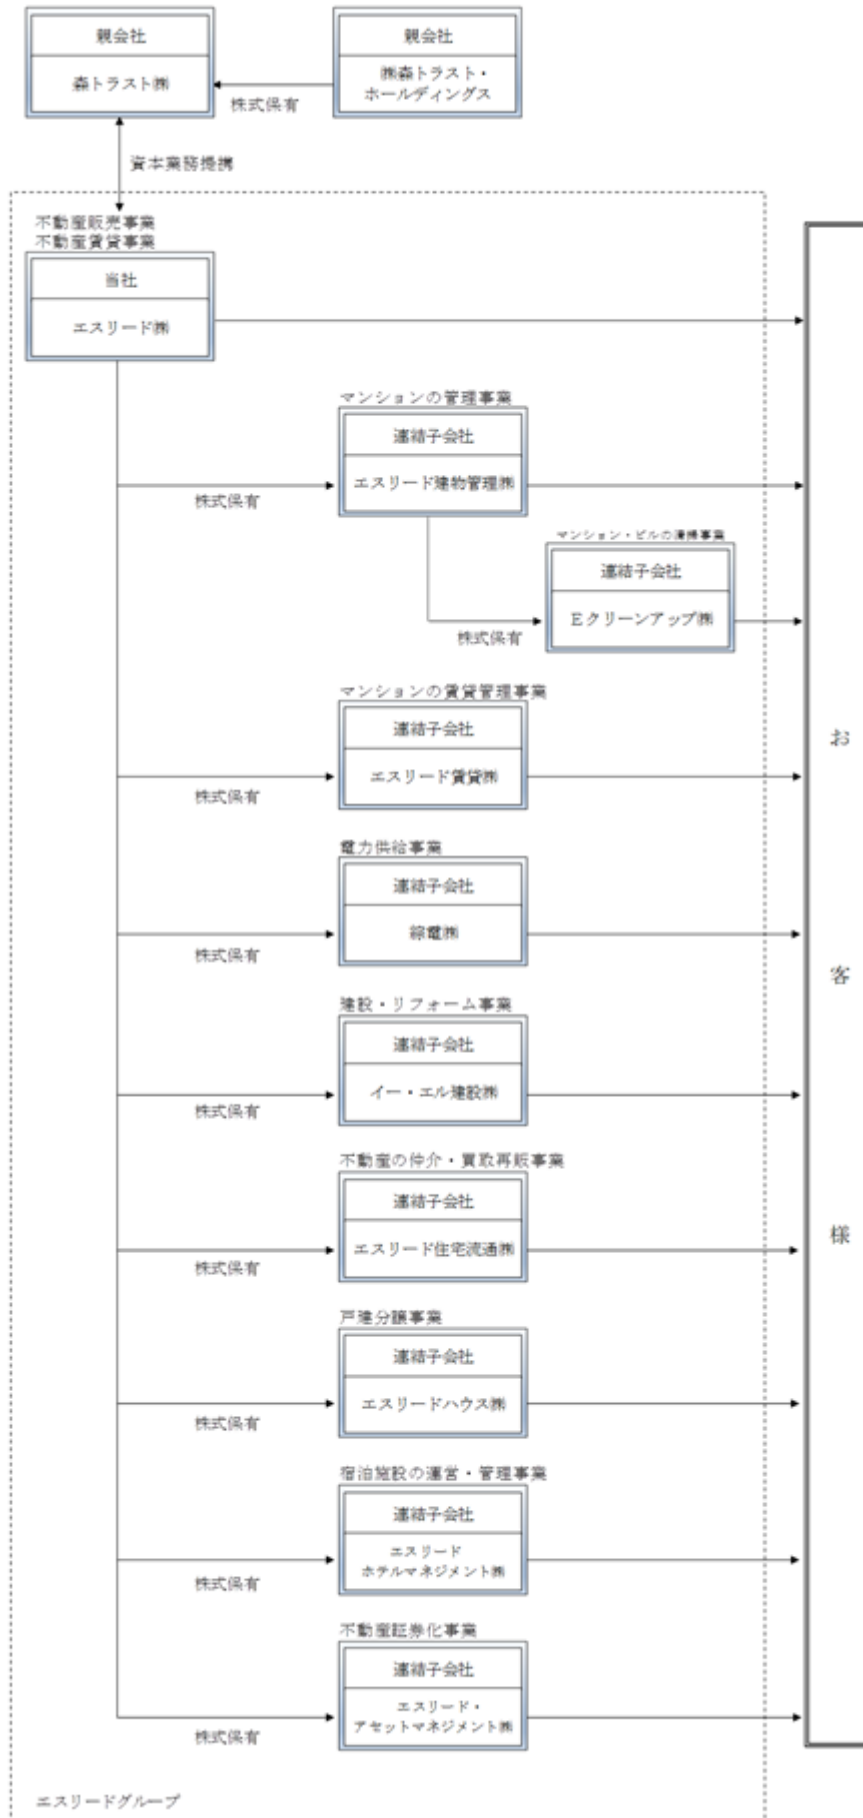 親会社
森トラスト㈱
親会社
㈱森トラスト・
ホールディングス
株式保有
資本業務提携
不動産販売事業
不動産賃貸事業
当社
エスリード㈱
マンションの管理事業
連結子会社
エスリード建物管理㈱
株式保有
マンション・ビルの清掃事業
連結子会社
Eクリーンアップ㈱
株式保有
マンションの賃貸管理事業
連結子会社
エスリード賃貸㈱
株式保有
電力供給事業
連結子会社
綜電㈱
株式保有
建設・リフォーム事業
連結子会社
イー・エル建設㈱
株式保有
不動産の仲介・買取再販事業
連結子会社
エスリード住宅流通㈱
株式保有
戸建分譲事業
連結子会社
エスリードハウス㈱
株式保有
宿泊施設の運営・管理事業
連結子会社
エスリード
ホテルマネジメント㈱
株式保有
不動産証券化事業
連結子会社
エスリード・
アセットマネジメント㈱
株式保有
エスリードグループ
お
客
様